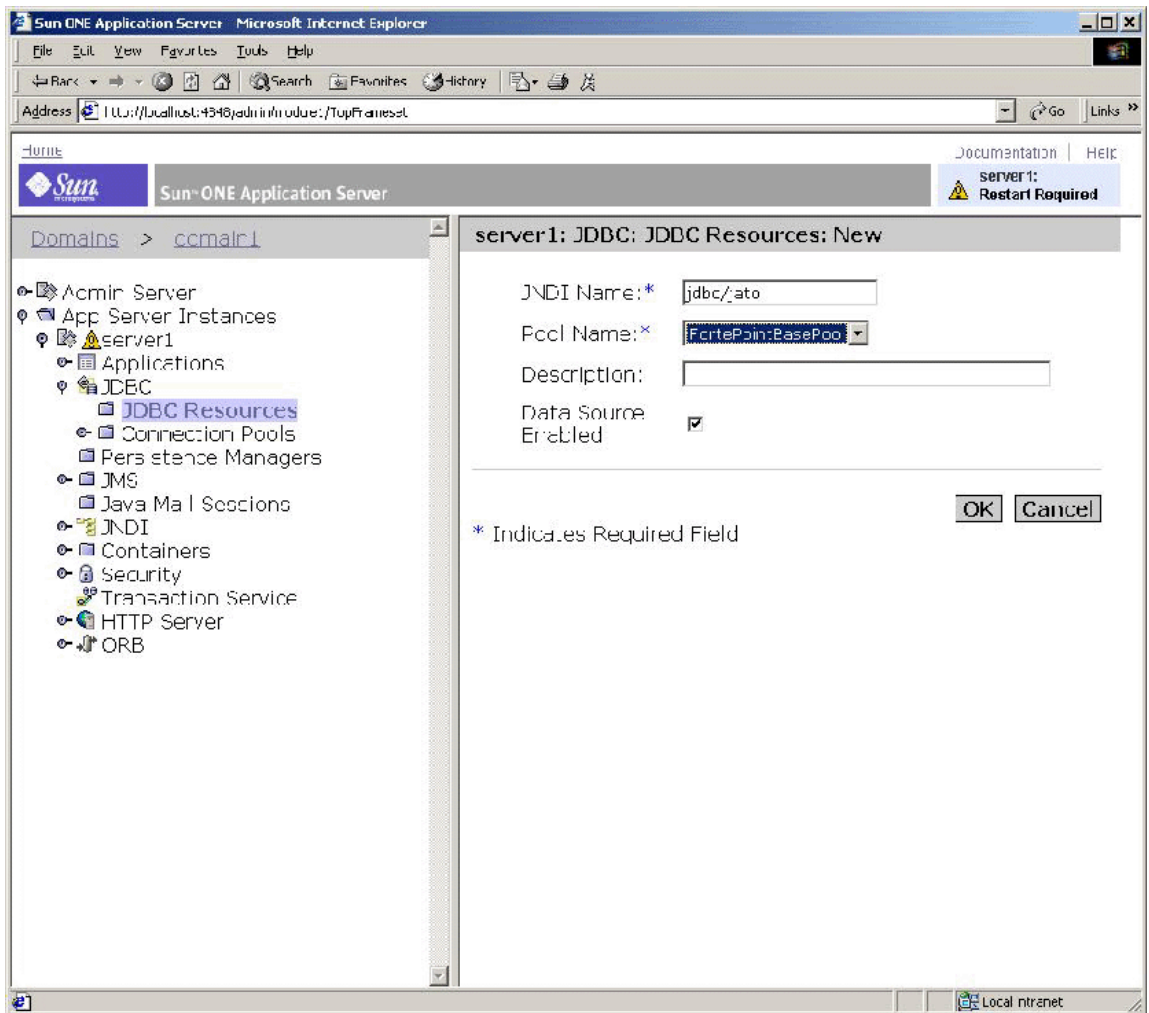 Sun ONE Application Server Microsoft Internet Explorer
File Edit View Favorites Tools Help
Back Search Favorites History
Address Go Links »
Home Documentation | Help
Sun microsystems
Sun™ ONE Application Server
server1:
Restart Required
Domains > domain1
Admin Server
App Server Instances
server1
Applications
JDBC
JDBC Resources
Connection Pools
Persistence Managers
JMS
Java Mail Sessions
JNDI
Containers
Security
Transaction Service
HTTP Server
ORB
server1: JDBC: JDBC Resources: New
JNDI Name:* jdbc/jato
Pool Name:* FortePointBasePool
Description:
Data Source
Enabled
OK Cancel
* Indicates Required Field
Local intranet